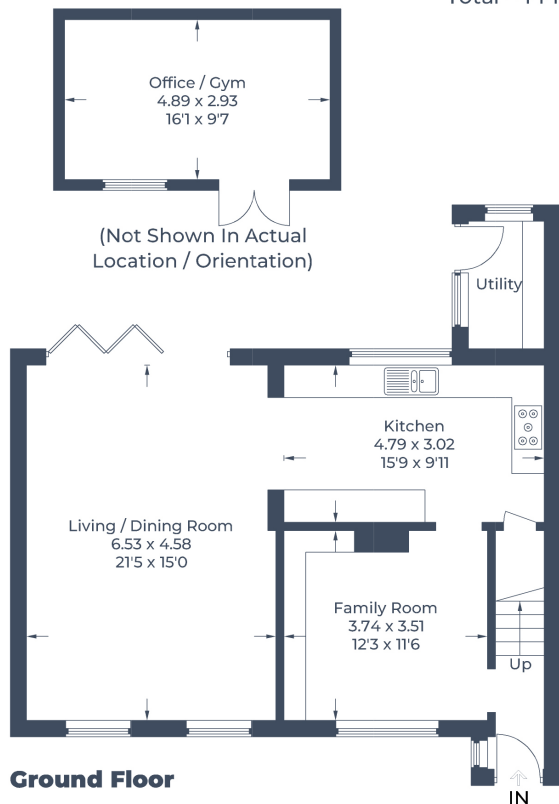 Office / Gym
4.89 x 2.93
16'1 x 9'7
(Not Shown In Actual
Location / Orientation)
Utility
Kitchen
4.79 x 3.02
15'9 x 9'11
Living / Dining Room
6.53 x 4.58
21'5 x 15'0
Family Room
3.74 x 3.51
12'3 x 11'6
Up
Ground Floor
IN